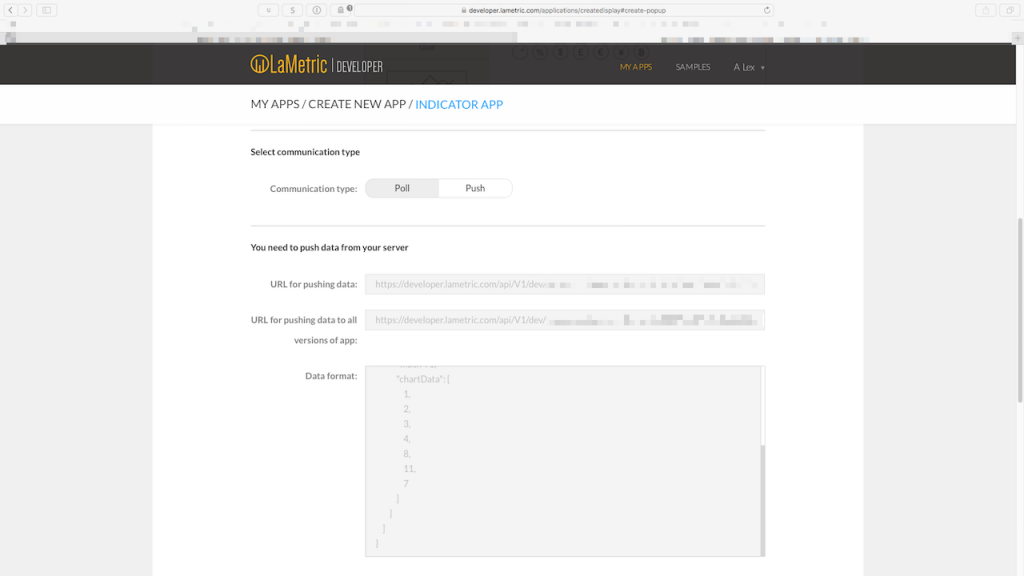 developer.lametric.com/applications/createdisplay#create-popup
LaMetric | DEVELOPER
MY APPS SAMPLES A Lex
MY APPS / CREATE NEW APP / INDICATOR APP
Select communication type
Communication type: Poll Push
You need to push data from your server
URL for pushing data: https://developer.lametric.com/api/V1/dev
URL for pushing data to all https://developer.lametric.com/api/V1/dev/
versions of app:
Data format:
"chartData": [
1,
2,
3,
4,
8,
11,
7
]
}
]
}